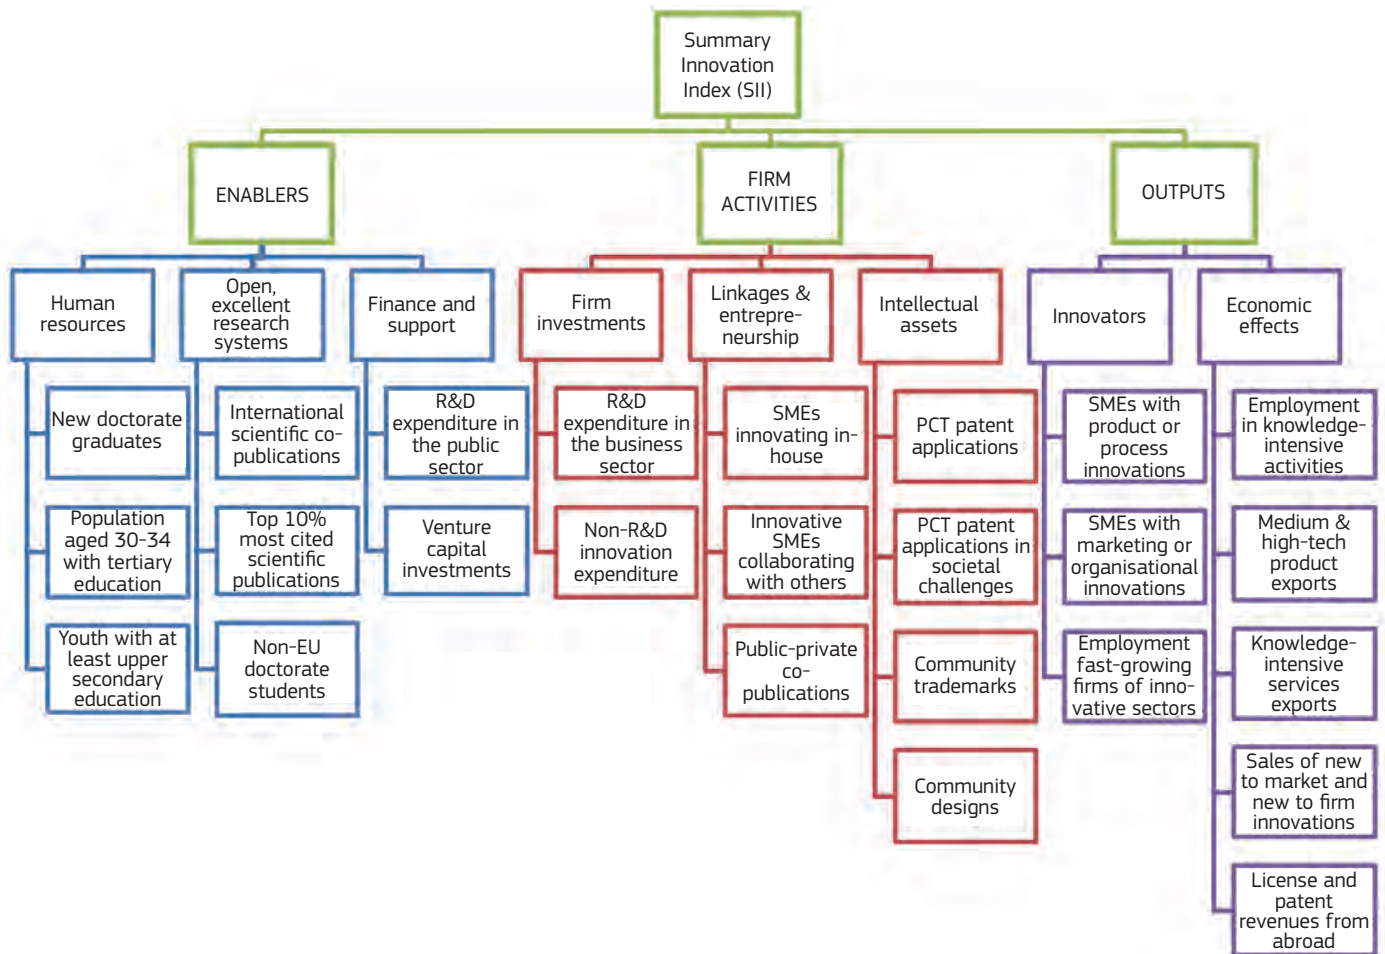 Summary
Innovation
Index (SII)
ENABLERS
FIRM
ACTIVITIES
OUTPUTS
Human
resources
Open,
excellent
research
systems
Finance and
support
Firm
investments
Linkages &
entrepre-
neurship
Intellectual
assets
Innovators
Economic
effects
New doctorate
graduates
International
scientific co-
publications
R&D
expenditure in
the public
sector
R&D
expenditure in
the business
sector
SMEs
innovating in-
house
PCT patent
applications
SMEs with
product or
process
innovations
Employment
in knowledge-
intensive
activities
Population
aged 30-34
with tertiary
education
Top 10%
most cited
scientific
publications
Venture
capital
investments
Non-R&D
innovation
expenditure
Innovative
SMEs
collaborating
with others
PCT patent
applications in
societal
challenges
SMEs with
marketing or
organisational
innovations
Medium &
high-tech
product
exports
Youth with at
least upper
secondary
education
Non-EU
doctorate
students
Public-private
co-
publications
Community
trademarks
Employment
fast-growing
firms of inno-
vative sectors
Knowledge-
intensive
services
exports
Community
designs
Sales of new
to market and
new to firm
innovations
License and
patent
revenues from
abroad